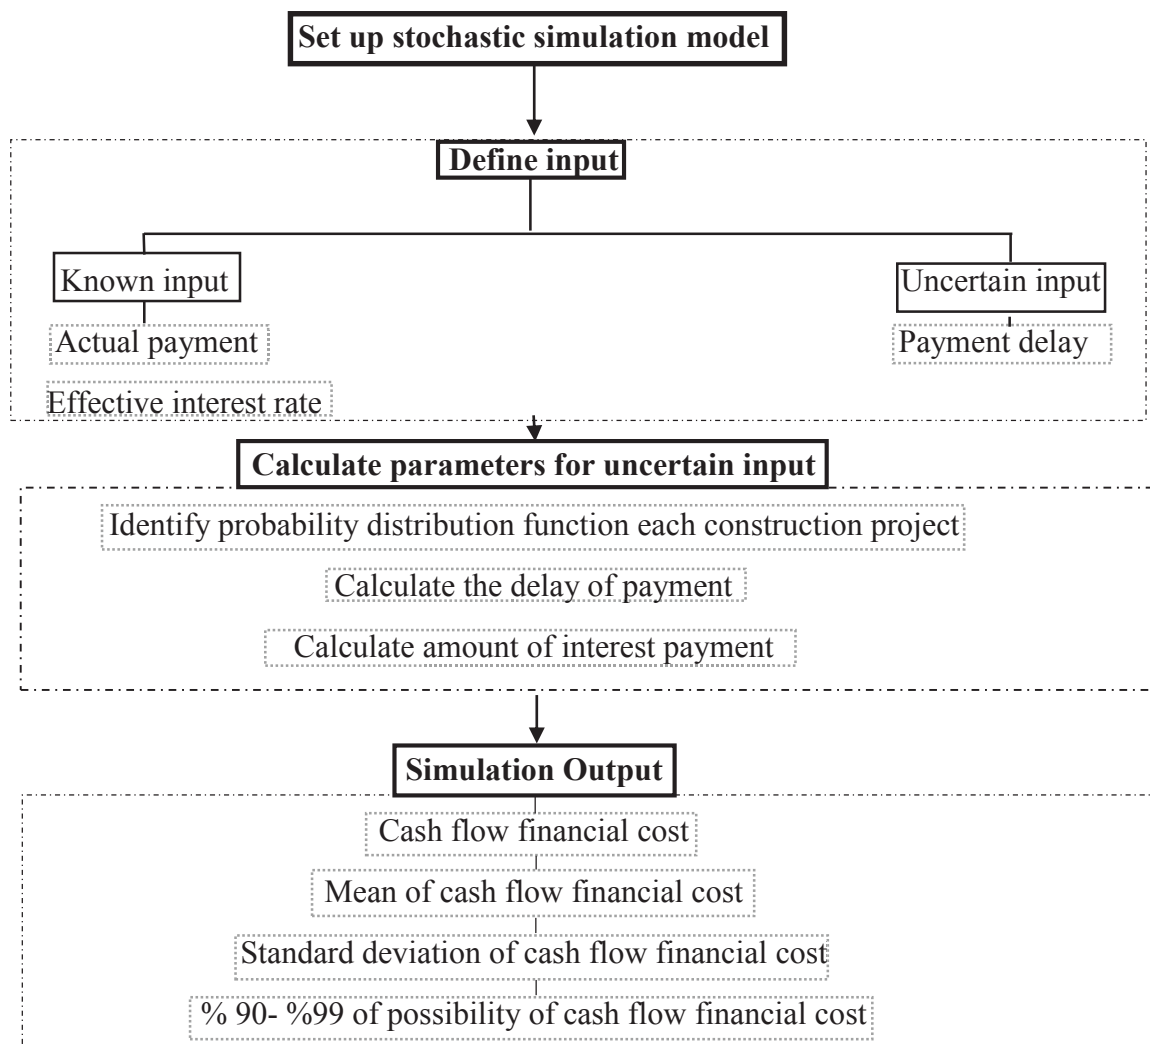 Set up stochastic simulation model
Define input
Known input
Uncertain input
Actual payment
Payment delay
Effective interest rate
Calculate parameters for uncertain input
Identify probability distribution function each construction project
Calculate the delay of payment
Calculate amount of interest payment
Simulation Output
Cash flow financial cost
Mean of cash flow financial cost
Standard deviation of cash flow financial cost
% 90- %99 of possibility of cash flow financial cost